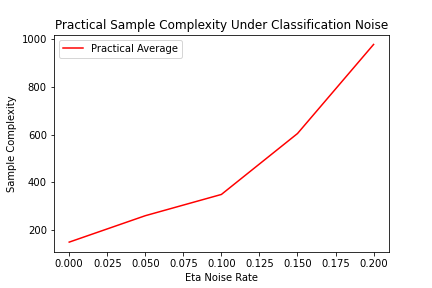 Practical Sample Complexity Under Classification Noise
Practical Average
1000
800
600
400
200
Sample Complexity
0.000 0.025 0.050 0.075 0.100 0.125 0.150 0.175 0.200
Eta Noise Rate